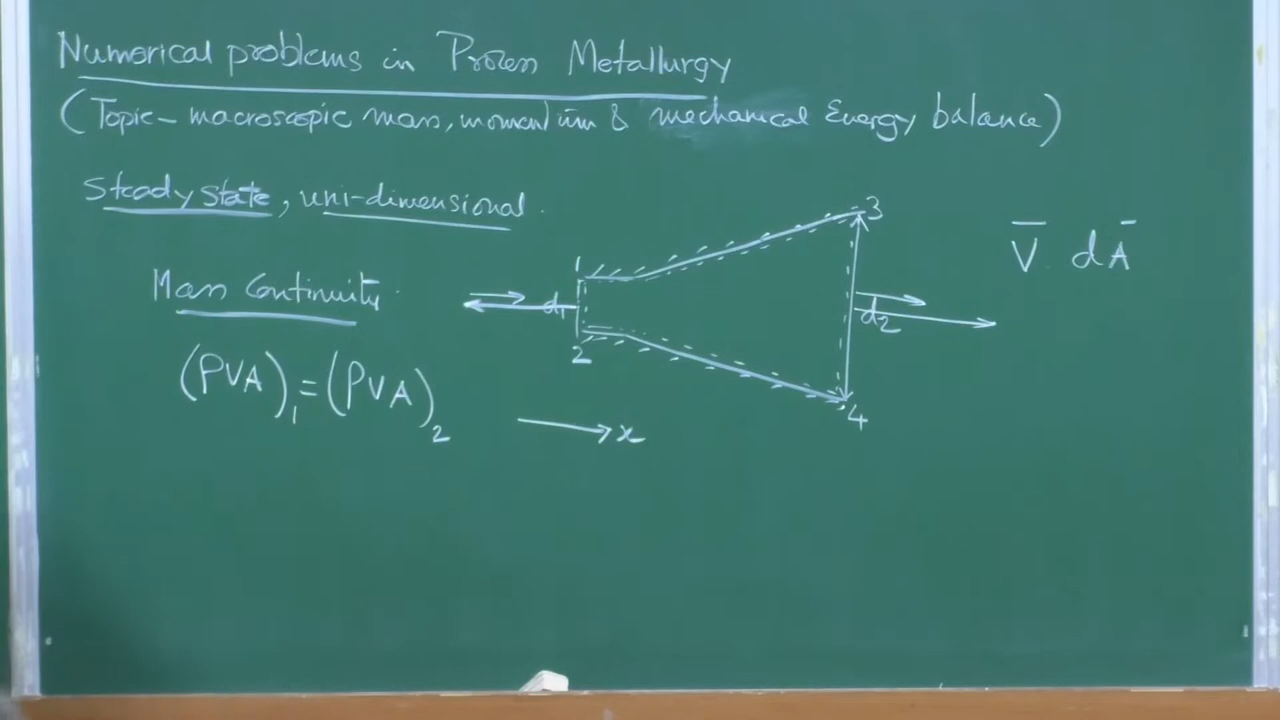 Numerical problems in Process Metallurgy
(Topic - macroscopic mass, momentum & mechanical Energy balance)
Steady State, uni-dimensional.
Mass Continuity
(ρVA)₁ = (ρVA)₂
1
2
3
4
d₁
d₂
x
V̅ . dA̅